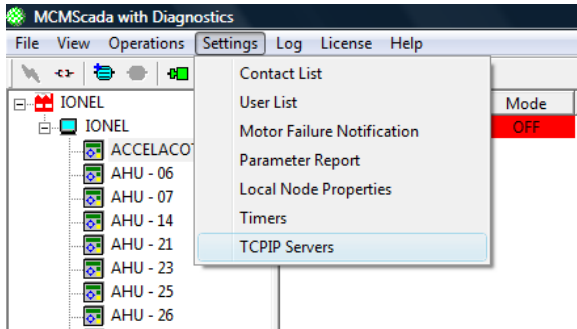 MCMScada with Diagnostics
File View Operations Settings Log License Help
Contact List
User List
Motor Failure Notification
Parameter Report
Local Node Properties
Timers
TCPIP Servers
IONEL
IONEL
ACCELACO
AHU - 06
AHU - 07
AHU - 14
AHU - 21
AHU - 23
AHU - 25
AHU - 26
Mode
OFF